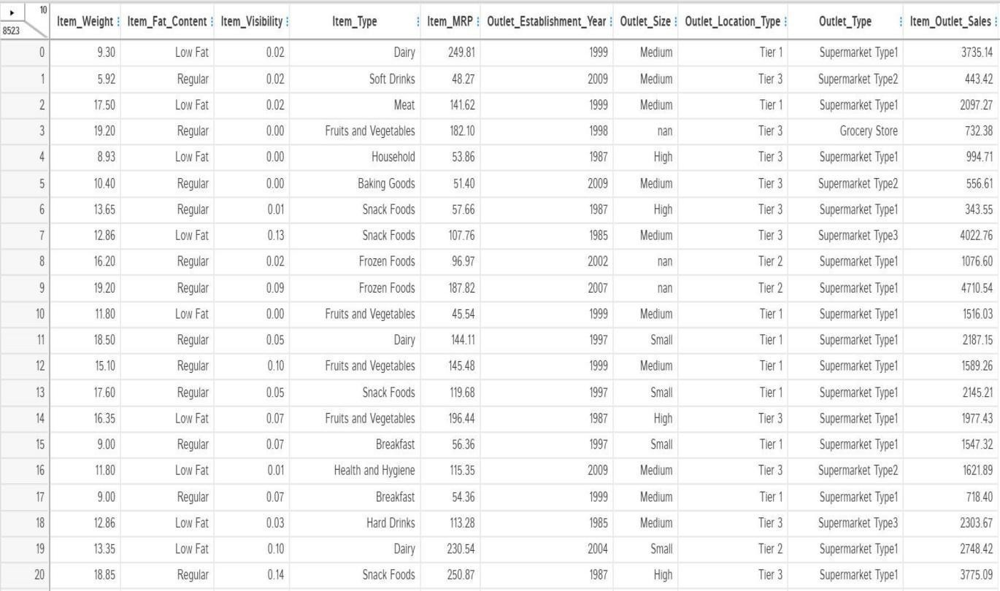 10
8523
Item_Weight Item_Fat_Content Item_Visibility Item_Type Item_MRP Outlet_Establishment_Year Outlet_Size Outlet_Location_Type Outlet_Type Item_Outlet_Sales
0 9.30 Low Fat 0.02 Dairy 249.81 1999 Medium Tier 1 Supermarket Type1 3735.14
1 5.92 Regular 0.02 Soft Drinks 48.27 2009 Medium Tier 3 Supermarket Type2 443.42
2 17.50 Low Fat 0.02 Meat 141.62 1999 Medium Tier 1 Supermarket Type1 2097.27
3 19.20 Regular 0.00 Fruits and Vegetables 182.10 1998 nan Tier 3 Grocery Store 732.38
4 8.93 Low Fat 0.00 Household 53.86 1987 High Tier 3 Supermarket Type1 994.71
5 10.40 Regular 0.00 Baking Goods 51.40 2009 Medium Tier 3 Supermarket Type2 556.61
6 13.65 Regular 0.01 Snack Foods 57.66 1987 High Tier 3 Supermarket Type1 343.55
7 12.86 Low Fat 0.13 Snack Foods 107.76 1985 Medium Tier 3 Supermarket Type3 4022.76
8 16.20 Regular 0.02 Frozen Foods 96.97 2002 nan Tier 2 Supermarket Type1 1076.60
9 19.20 Regular 0.09 Frozen Foods 187.82 2007 nan Tier 2 Supermarket Type1 4710.54
10 11.80 Low Fat 0.00 Fruits and Vegetables 45.54 1999 Medium Tier 1 Supermarket Type1 1516.03
11 18.50 Regular 0.05 Dairy 144.11 1997 Small Tier 1 Supermarket Type1 2187.15
12 15.10 Regular 0.10 Fruits and Vegetables 145.48 1999 Medium Tier 1 Supermarket Type1 1589.26
13 17.60 Regular 0.05 Snack Foods 119.68 1997 Small Tier 1 Supermarket Type1 2145.21
14 16.35 Low Fat 0.07 Fruits and Vegetables 196.44 1987 High Tier 3 Supermarket Type1 1977.43
15 9.00 Regular 0.07 Breakfast 56.36 1997 Small Tier 1 Supermarket Type1 1547.32
16 11.80 Low Fat 0.01 Health and Hygiene 115.35 2009 Medium Tier 3 Supermarket Type2 1621.89
17 9.00 Regular 0.07 Breakfast 54.36 1999 Medium Tier 1 Supermarket Type1 718.40
18 12.86 Low Fat 0.03 Hard Drinks 113.28 1985 Medium Tier 3 Supermarket Type3 2303.67
19 13.35 Low Fat 0.10 Dairy 230.54 2004 Small Tier 2 Supermarket Type1 2748.42
20 18.85 Regular 0.14 Snack Foods 250.87 1987 High Tier 3 Supermarket Type1 3775.09